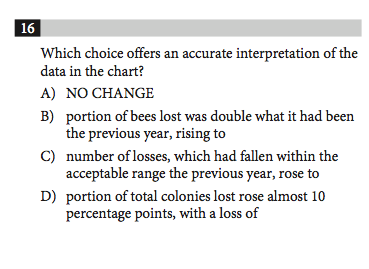 16
Which choice offers an accurate interpretation of the
data in the chart?
A) NO CHANGE
B) portion of bees lost was double what it had been
the previous year, rising to
C) number of losses, which had fallen within the
acceptable range the previous year, rose to
D) portion of total colonies lost rose almost 10
percentage points, with a loss of